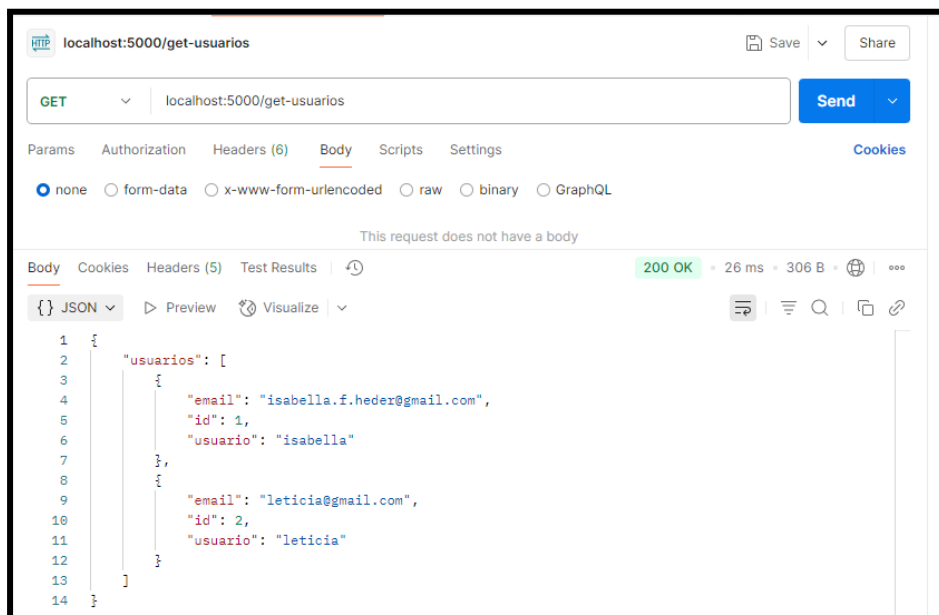 HTTP localhost:5000/get-usuarios Save Share
GET localhost:5000/get-usuarios Send
Params Authorization Headers (6) Body Scripts Settings Cookies
none form-data x-www-form-urlencoded raw binary GraphQL
This request does not have a body
Body Cookies Headers (5) Test Results 200 OK 26 ms 306 B
{} JSON Preview Visualize
1 {
2 "usuarios": [
3 {
4 "email": "isabella.f.heder@gmail.com",
5 "id": 1,
6 "usuario": "isabella"
7 },
8 {
9 "email": "leticia@gmail.com",
10 "id": 2,
11 "usuario": "leticia"
12 }
13 ]
14 }